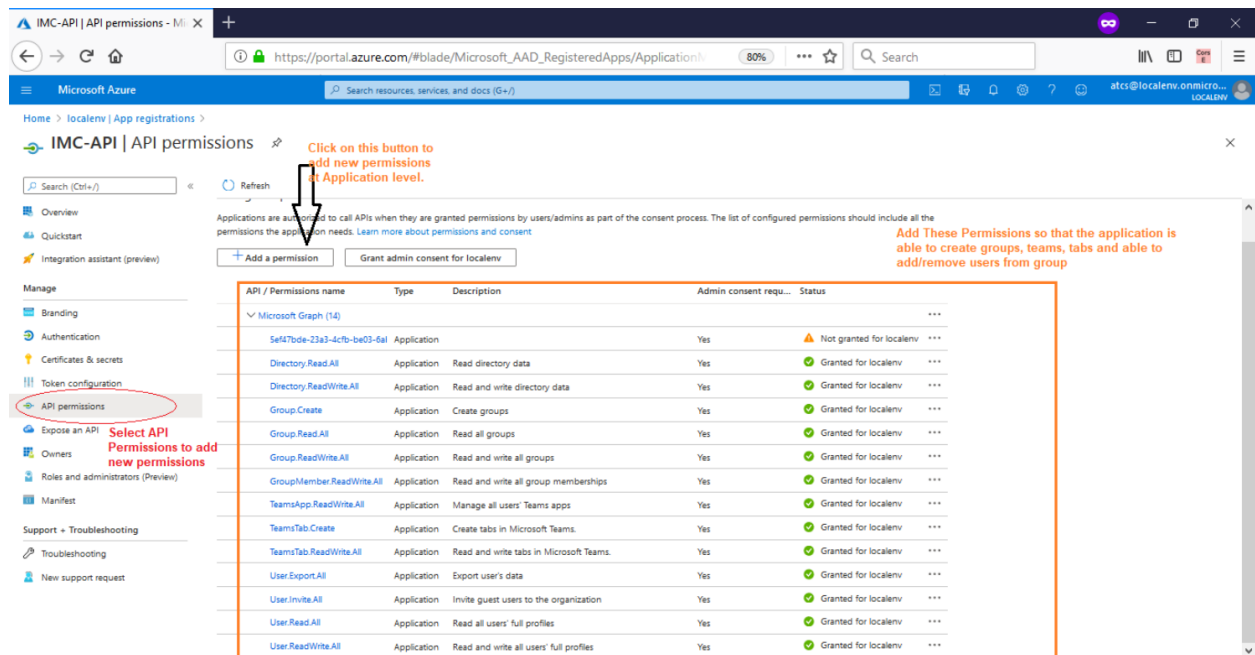 IMC-API | API permissions - Mi
https://portal.azure.com/#blade/Microsoft_AAD_RegisteredApps/ApplicationM
80%
Search
Microsoft Azure
Search resources, services, and docs (G+/)
atcs@localenv.onmicro...
LOCALENV
Home > localenv | App registrations >
IMC-API | API permissions
Click on this button to
add new permissions
at Application level.
Search (Ctrl+/)
«
Refresh
Overview
Quickstart
Integration assistant (preview)
Manage
Branding
Authentication
Certificates & secrets
Token configuration
API permissions
Expose an API
Owners
Roles and administrators (Preview)
Manifest
Support + Troubleshooting
Troubleshooting
New support request
Select API
Permissions to add
new permissions
Applications are authorized to call APIs when they are granted permissions by users/admins as part of the consent process. The list of configured permissions should include all the
permissions the application needs. Learn more about permissions and consent
Add These Permissions so that the application is
able to create groups, teams, tabs and able to
add/remove users from group
+ Add a permission
Grant admin consent for localenv
API / Permissions name Type Description Admin consent requ... Status
Microsoft Graph (14) ...
5ef47bde-23a3-4cfb-be03-6al Application Yes Not granted for localenv ...
Directory.Read.All Application Read directory data Yes Granted for localenv ...
Directory.ReadWrite.All Application Read and write directory data Yes Granted for localenv ...
Group.Create Application Create groups Yes Granted for localenv ...
Group.Read.All Application Read all groups Yes Granted for localenv ...
Group.ReadWrite.All Application Read and write all groups Yes Granted for localenv ...
GroupMember.ReadWrite.All Application Read and write all group memberships Yes Granted for localenv ...
TeamsApp.ReadWrite.All Application Manage all users' Teams apps Yes Granted for localenv ...
TeamsTab.Create Application Create tabs in Microsoft Teams. Yes Granted for localenv ...
TeamsTab.ReadWrite.All Application Read and write tabs in Microsoft Teams. Yes Granted for localenv ...
User.Export.All Application Export user's data Yes Granted for localenv ...
User.Invite.All Application Invite guest users to the organization Yes Granted for localenv ...
User.Read.All Application Read all users' full profiles Yes Granted for localenv ...
User.ReadWrite.All Application Read and write all users' full profiles Yes Granted for localenv ...